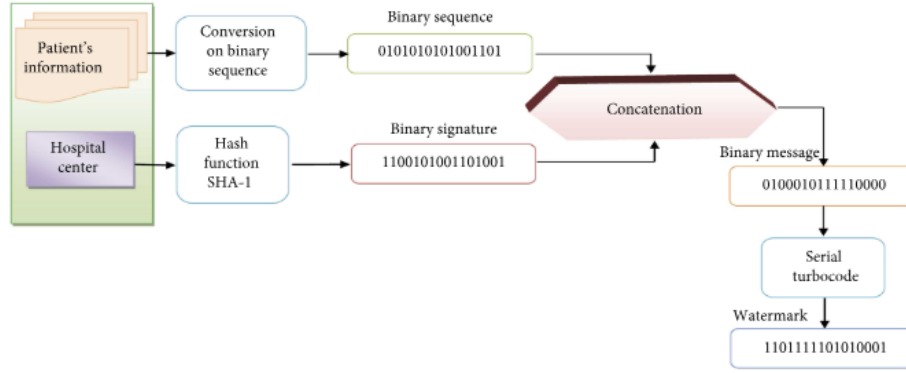 Patient's
information
Conversion
on binary
sequence
Binary sequence
0101010101001101
Concatenation
Hospital
center
Hash
function
SHA-1
Binary signature
1100101001101001
Binary message
0100010111110000
Serial
turbocode
Watermark
1101111101010001